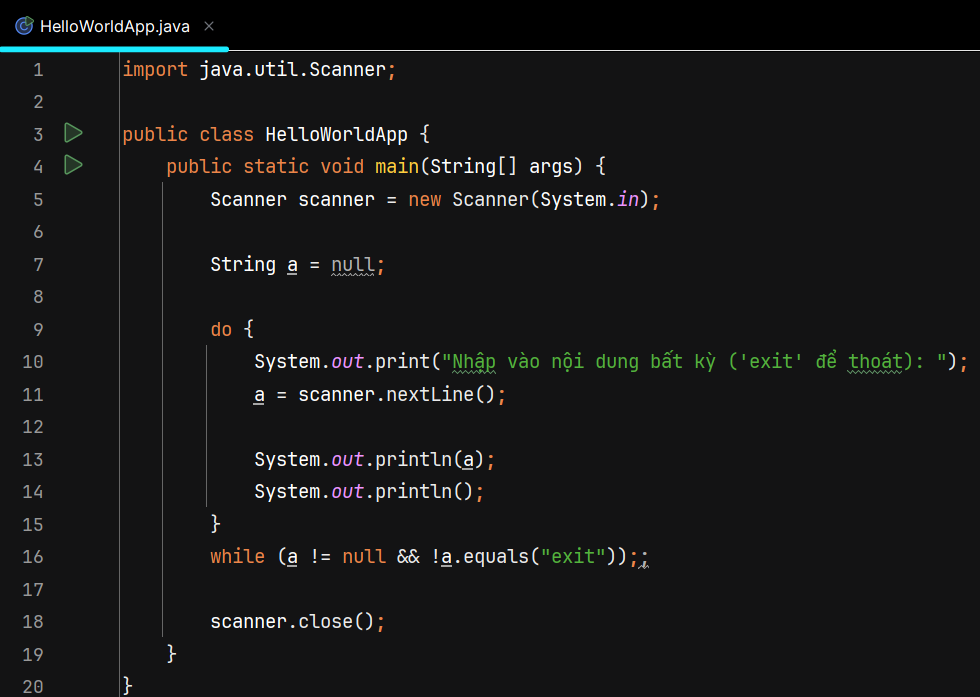 HelloWorldApp.java ×
1 import java.util.Scanner;
2
3 public class HelloWorldApp {
4     public static void main(String[] args) {
5         Scanner scanner = new Scanner(System.in);
6
7         String a = null;
8
9         do {
10             System.out.print("Nhập vào nội dung bất kỳ ('exit' để thoát): ");
11             a = scanner.nextLine();
12
13             System.out.println(a);
14             System.out.println();
15         }
16         while (a != null && !a.equals("exit"));;
17
18         scanner.close();
19     }
20 }